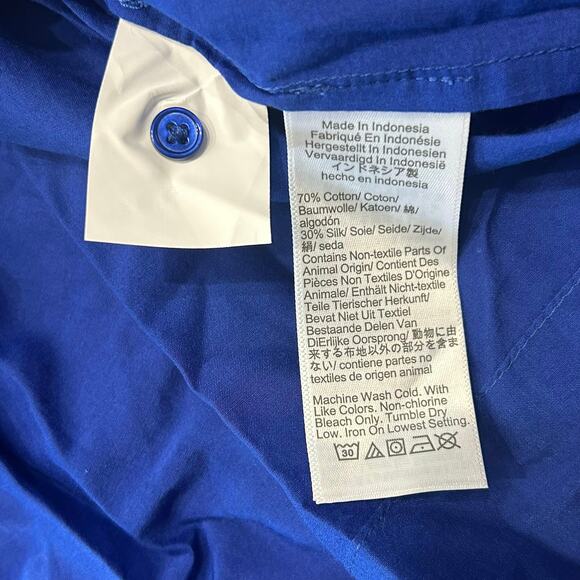 Made In Indonesia
Fabriqué En Indonésie
Hergestellt In Indonesien
Vervaardigd In Indonesië
インドネシア製
hecho en indonesia
70% Cotton/ Coton/
Baumwolle/ Katoen/ 綿/
algodón
30% Silk/ Soie/ Seide/ Zijde/
絹/ seda
Contains Non-textile Parts Of
Animal Origin/ Contient Des
Pièces Non Textiles D'Origine
Animale/ Enthält Nicht-textile
Teile Tierischer Herkunft/
Bevat Niet Uit Textiel
Bestaande Delen Van
DiErlijke Oorsprong/ 動物に由
来する布地以外の部分を含ま
ない/ contiene partes no
textiles de origen animal
Machine Wash Cold. With
Like Colors. Non-chlorine
Bleach Only. Tumble Dry
Low. Iron On Lowest Setting.
30